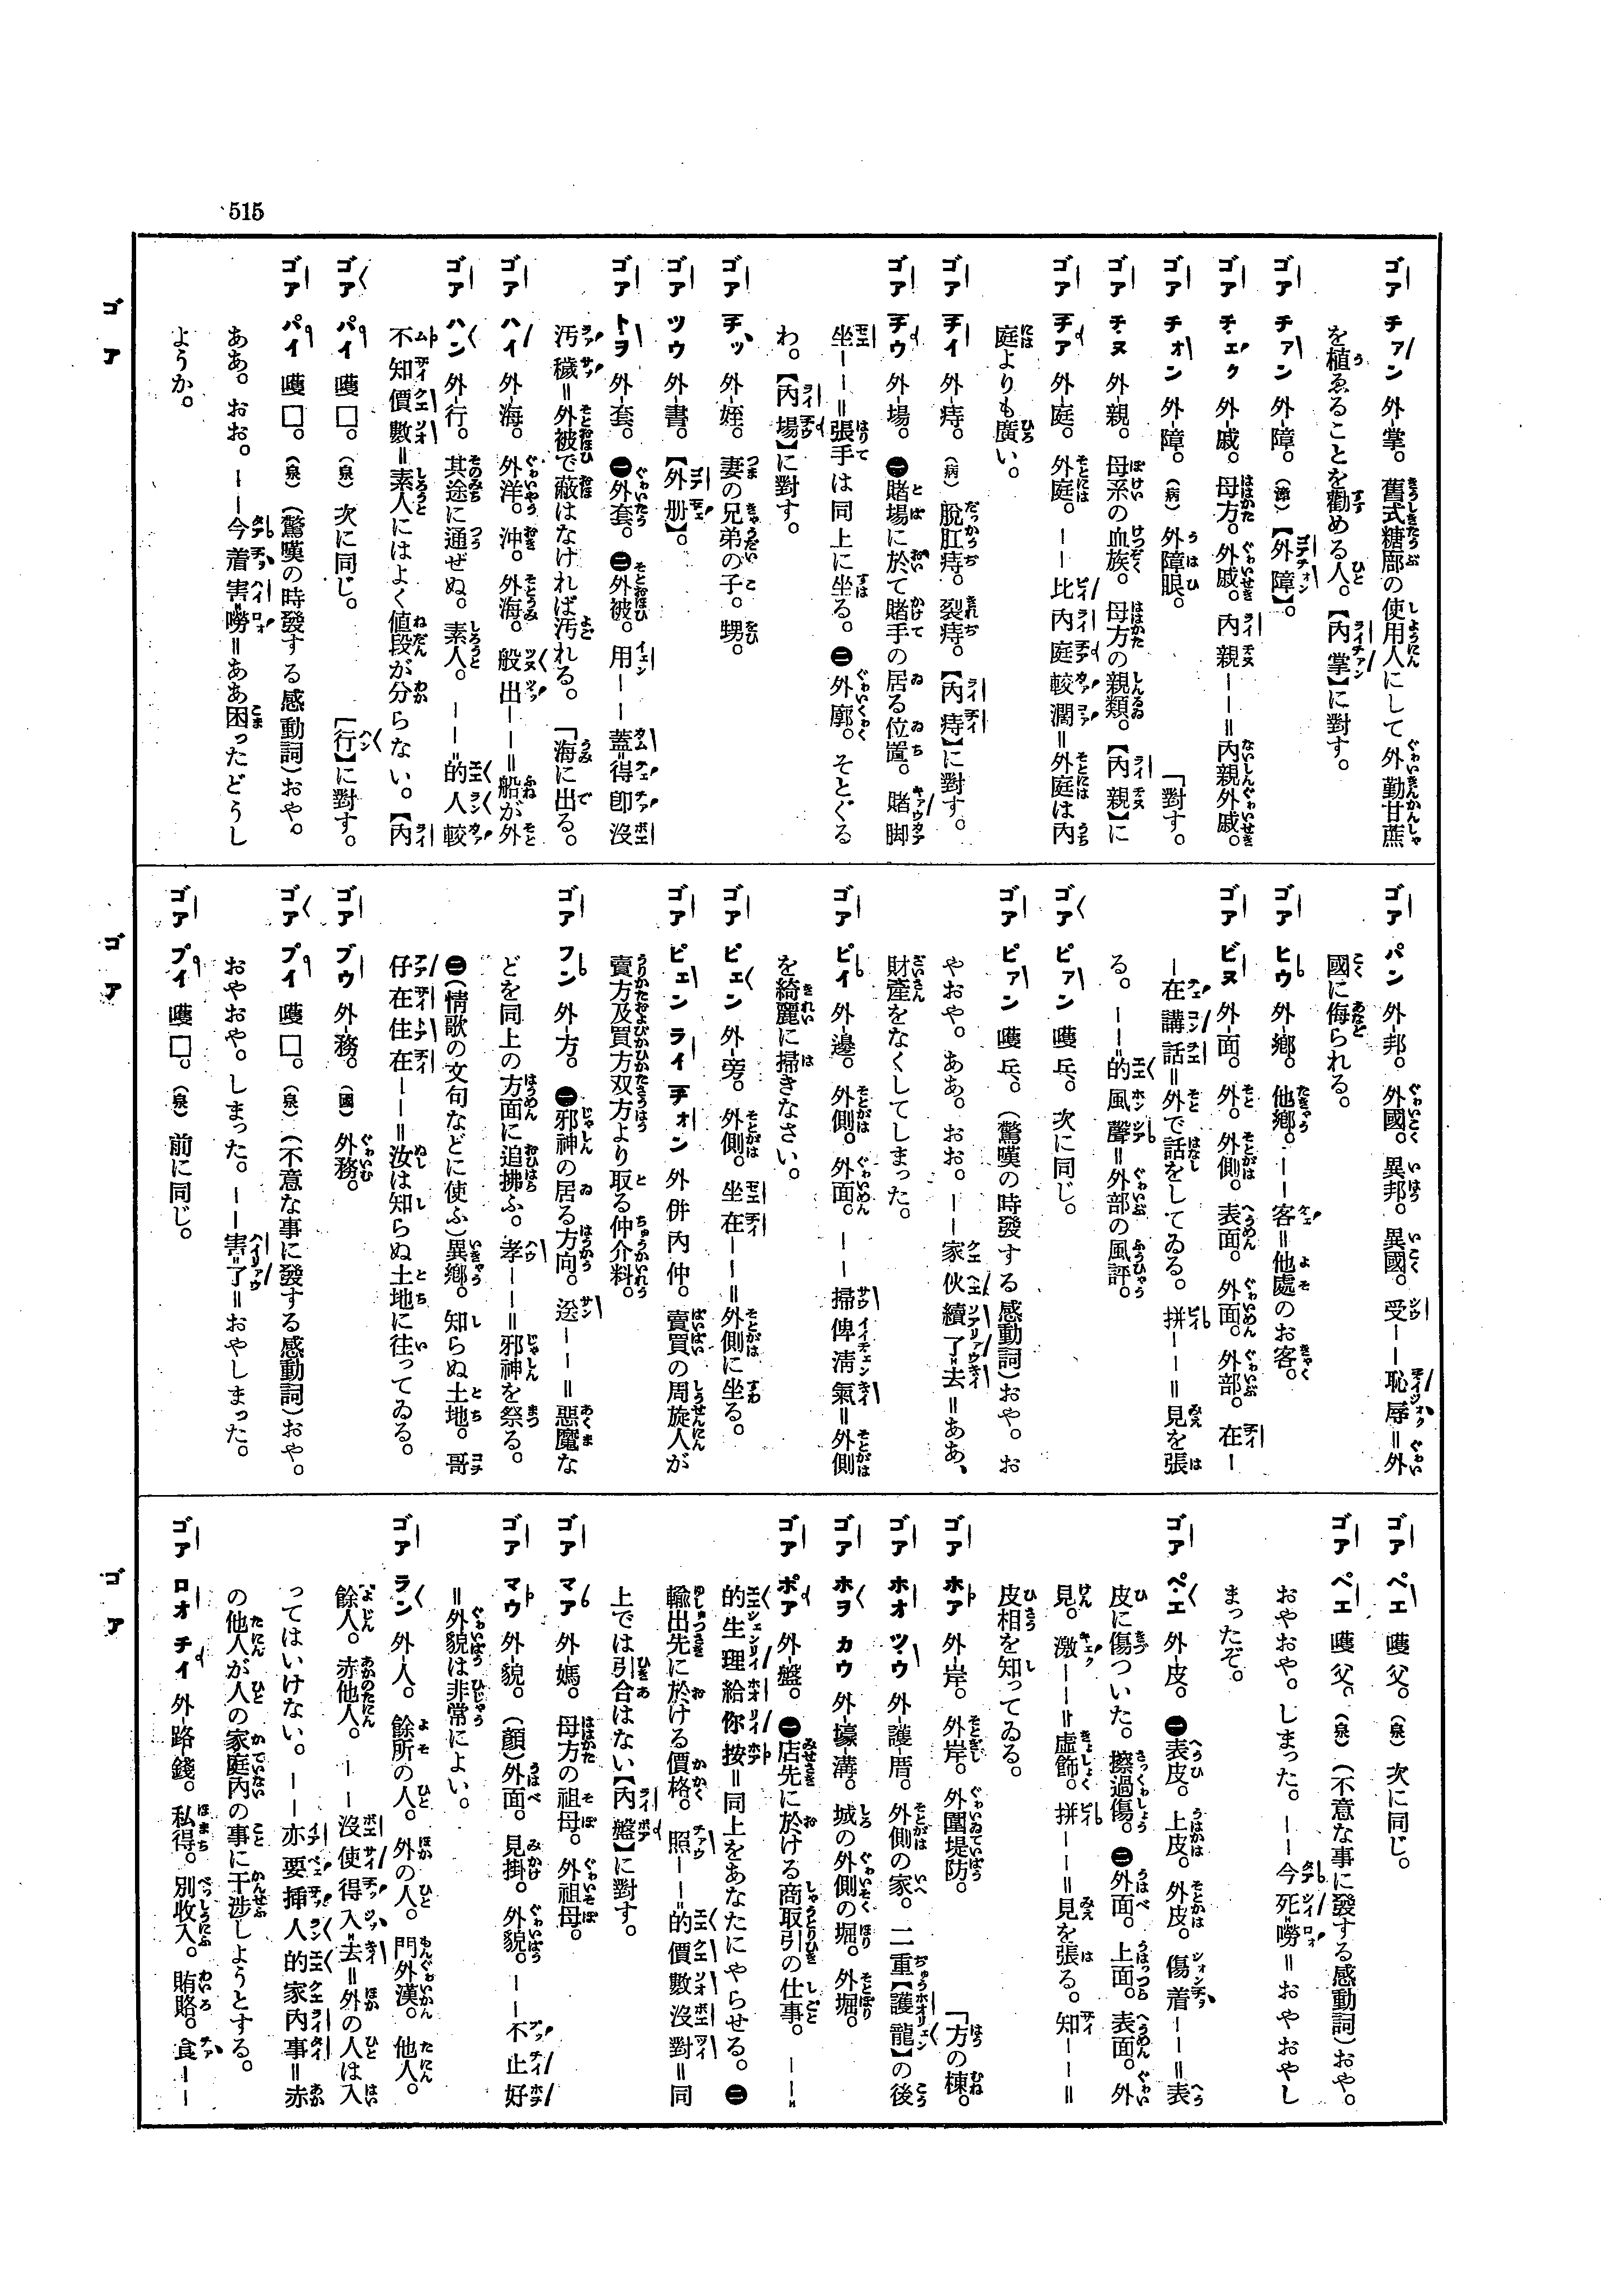 515
ゴア チァン 外-掌。舊式糖廍の使用人にして外勤甘蔗
を植ゑることを勸める人。【內掌】に對す。
ゴア チァン 外-障。【外障】。
ゴア チェク 外-戚。母方。外戚。內親－－＝內親外戚。
ゴア チォン 外-障。（病）外障眼。「對す。
ゴア チヌ 外-親。母系の血族。母方の親類。【內親】に
ゴア チア 外-庭。外庭。－－比內庭較濶＝外庭は內
庭よりも廣い。
ゴア チイ 外-痔。（病）脫肛痔。裂痔。【內痔】に對す。
ゴア チウ 外-場。㊀賭場に於て賭手の居る位置。賭脚
坐－－＝張手は同上に坐る。㊁外廓。そとぐる
わ。【內場】に對す。
ゴア チッ 外-姪。妻の兄弟の子。甥。
ゴア ツウ 外-書。【外册】。
ゴア トヲ 外-套。㊀外套。㊁外被。用－－蓋得卽沒
汚穢＝外被で蔽はなければ汚れる。「海に出る。
ゴア ハイ 外-海。外洋。沖。外海。般出－－＝船が外
ゴア ハン 外-行。其途に通ぜぬ。素人。－－的人較
不知價數＝素人にはよく値段が分らない。【內
ゴア パイ 嚄□。（泉）次に同じ。［行】に對す。
ゴア パイ 嚄□。（泉）（驚嘆の時發する感動詞）おや。
ああ。おお。－－今着害嘮＝ああ困ったどうし
ようか。
ゴア パン 外-邦。外國。異邦。異國。受－－恥辱＝外
國に侮られる。
ゴア ヒウ 外-鄉。他鄉。－－客＝他處のお客。
ゴア ビヌ 外-面。外。外側。表面。外面。外部。在－
－在講話＝外で話をしてゐる。拼－－＝見を張
る。－－的風聲＝外部の風評。
ゴア ピァン 嚄兵。次に同じ。
ゴア ピァン 嚄兵。（驚嘆の時發する感動詞）おや。お
やおや。ああ。おお。－－家伙續了去＝ああ、
財產をなくしてしまった。
ゴア ピイ 外-邊。外側。外面。－－掃俾淸氣＝外側
を綺麗に掃きなさい。
ゴア ピェン 外-旁。外側。坐在－－＝外側に坐る。
ゴア ピェン ライ チォン 外併內仲。賣買の周旋人が
賣方及買方双方より取る仲介料。
ゴア フン 外-方。㊀邪神の居る方向。送－－＝惡魔な
どを同上の方面に追拂ふ。孝－－＝邪神を祭る。
㊁（情歌の文句などに使ふ）異鄉。知らぬ土地。哥
仔在住在－－＝汝は知らぬ土地に往ってゐる。
ゴア ブウ 外-務。（國）外務。
ゴア プイ 嚄□。（泉）（不意な事に發する感動詞）おや。
おやおや。しまった。－－害了＝おやしまった。
ゴア プイ 嚄□。（泉）前に同じ。
ゴア ペエ 嚄父。（泉）次に同じ。
ゴア ペエ 嚄父。（泉）（不意な事に發する感動詞）おや。
おやおや。しまった。－－今死嘮＝おやおやし
まったぞ。
ゴア ペエ 外-皮。㊀表皮。上皮。外皮。傷着－－＝表
皮に傷ついた。擦過傷。㊁外面。上面。表面。外
見。激－－＝虛飾。拼－－＝見を張る。知－－＝
皮相を知ってゐる。
ゴア ホア 外-岸。外岸。外圍堤防。「方の棟。
ゴア ホオ ツウ 外-護-厝。外側の家。二重【護龍】の後
ゴア ホヲ カウ 外-壕-溝。城の外側の堀。外堀。
ゴア ポア 外-盤。㊀店先に於ける商取引の仕事。－－
的生理給你按＝同上をあなたにやらせる。㊁
輸出先に於ける價格。照－－的價數沒對＝同
上では引合はない【內盤】に對す。
ゴア マア 外-媽。母方の祖母。外祖母。
ゴア マウ 外-貌。（顏）外面。見掛。外貌。－－不止好
＝外貌は非常によい。
ゴア ラン 外-人。餘所の人。外の人。門外漢。他人。
餘人。赤他人。－－沒使得入去＝外の人は入
ってはいけない。－－亦要揷人的家內事＝赤
の他人が人の家庭內の事に干涉しようとする。
ゴア ロオ チイ 外-路-錢。私得。別收入。賄賂。食－－
ゴア
ゴア
ゴア